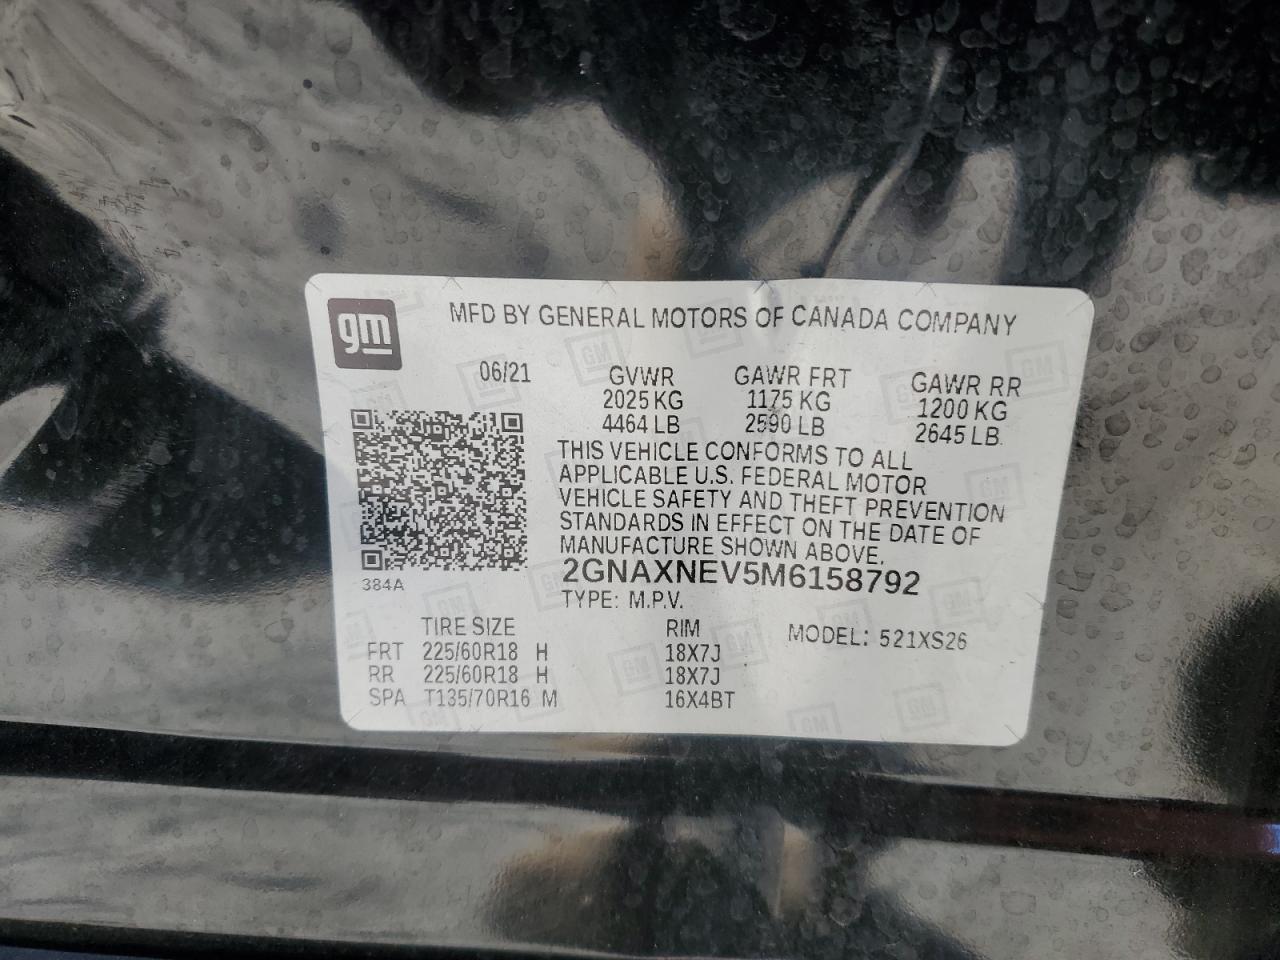 gm
MFD BY GENERAL MOTORS OF CANADA COMPANY
06/21 GVWR GAWR FRT GAWR RR
2025 KG 1175 KG 1200 KG
4464 LB 2590 LB 2645 LB
THIS VEHICLE CONFORMS TO ALL
APPLICABLE U.S. FEDERAL MOTOR
VEHICLE SAFETY AND THEFT PREVENTION
STANDARDS IN EFFECT ON THE DATE OF
MANUFACTURE SHOWN ABOVE.
384A
2GNAXNEV5M6158792
TYPE: M.P.V.
TIRE SIZE RIM MODEL: 521XS26
FRT 225/60R18 H 18X7J
RR 225/60R18 H 18X7J
SPA T135/70R16 M 16X4BT